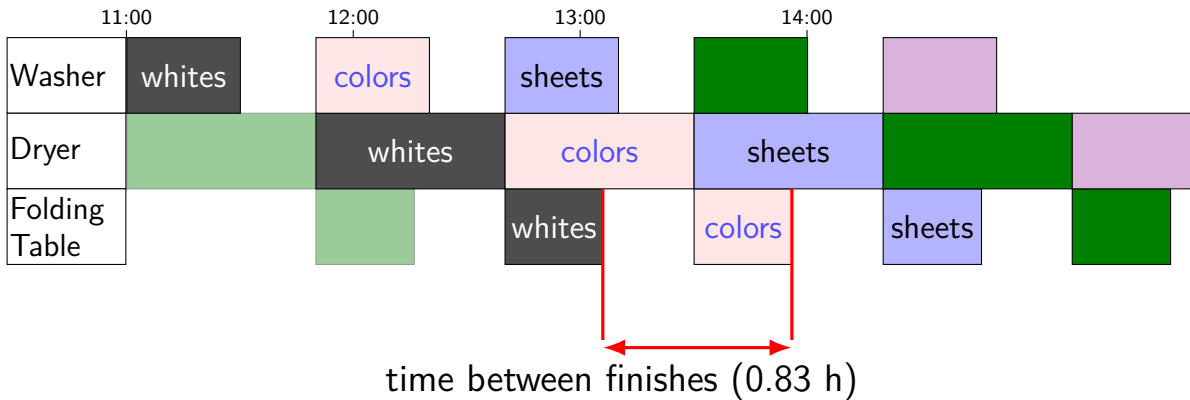 11:00 12:00 13:00 14:00
Washer whites colors sheets
Dryer whites colors sheets
Folding
Table
whites colors sheets
time between finishes (0.83 h)